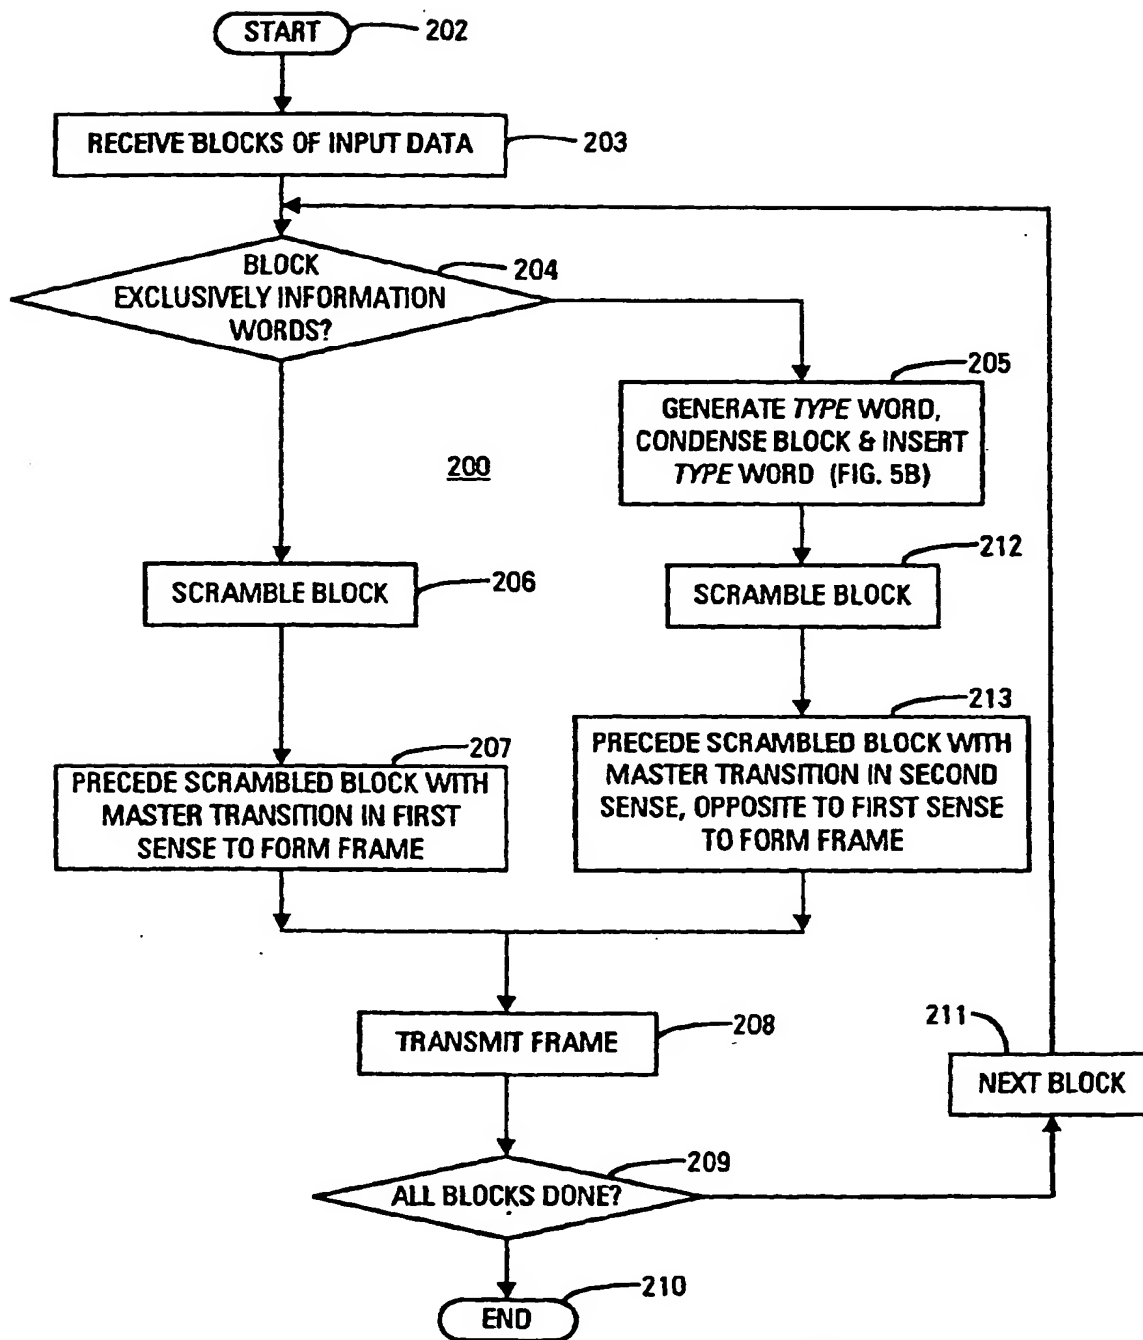 START
202
RECEIVE BLOCKS OF INPUT DATA
203
BLOCK
EXCLUSIVELY INFORMATION
WORDS?
204
205
GENERATE TYPE WORD,
CONDENSE BLOCK & INSERT
TYPE WORD (FIG. 5B)
200
SCRAMBLE BLOCK
206
212
SCRAMBLE BLOCK
207
PRECEDE SCRAMBLED BLOCK WITH
MASTER TRANSITION IN FIRST
SENSE TO FORM FRAME
213
PRECEDE SCRAMBLED BLOCK WITH
MASTER TRANSITION IN SECOND
SENSE, OPPOSITE TO FIRST SENSE
TO FORM FRAME
TRANSMIT FRAME
208
211
NEXT BLOCK
ALL BLOCKS DONE?
209
END
210